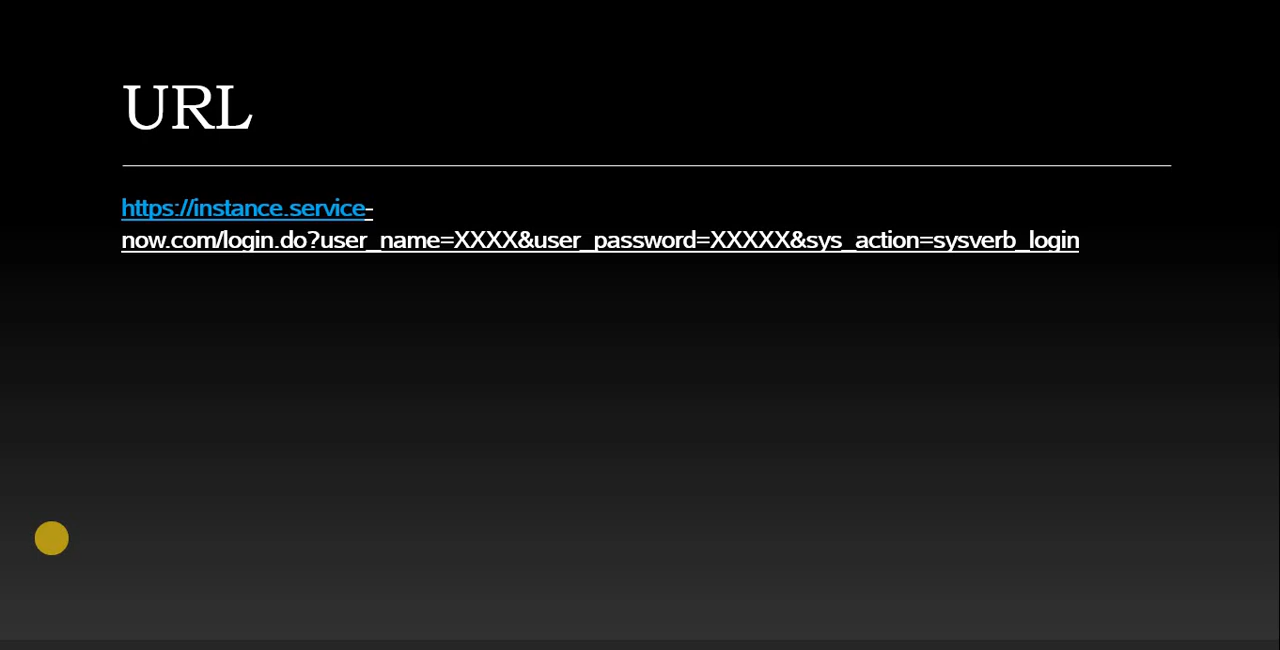 URL
https://instance.service-
now.com/login.do?user_name=XXXX&user_password=XXXXX&sys_action=sysverb_login